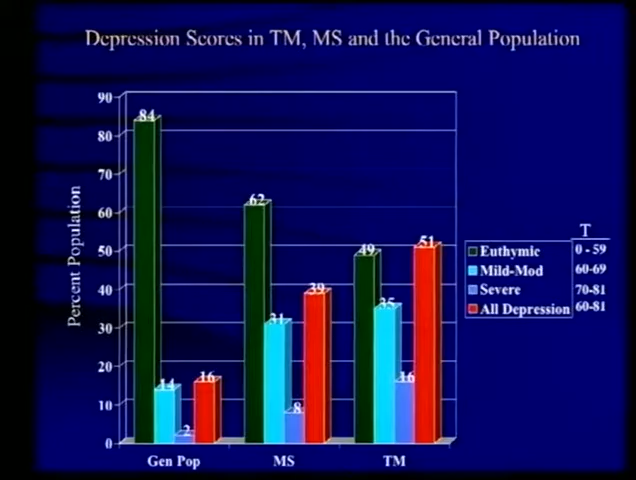 Depression Scores in TM, MS and the General Population
90
80
70
60
50
40
30
20
10
0
Percent Population
84
14
2
16
62
31
8
39
49
35
16
51
Gen Pop
MS
TM
T
Euthymic 0 - 59
Mild-Mod 60-69
Severe 70-81
All Depression 60-81